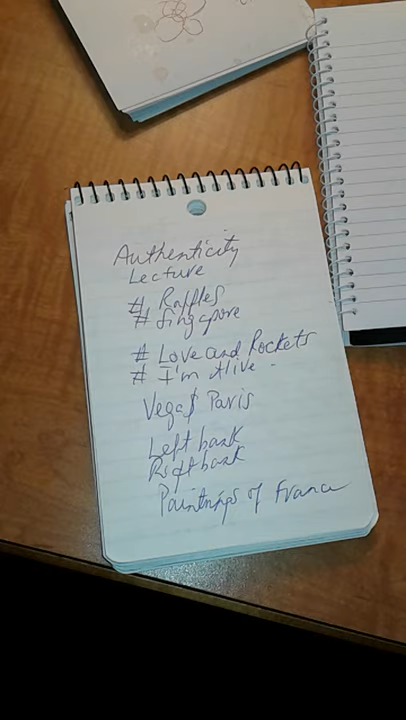 Authenticity
Lecture
# Raffles
# Singapore
# Love and Rockets
# I'm Alive -
Vegas Paris
Left bank
Right bank
Paintings of France